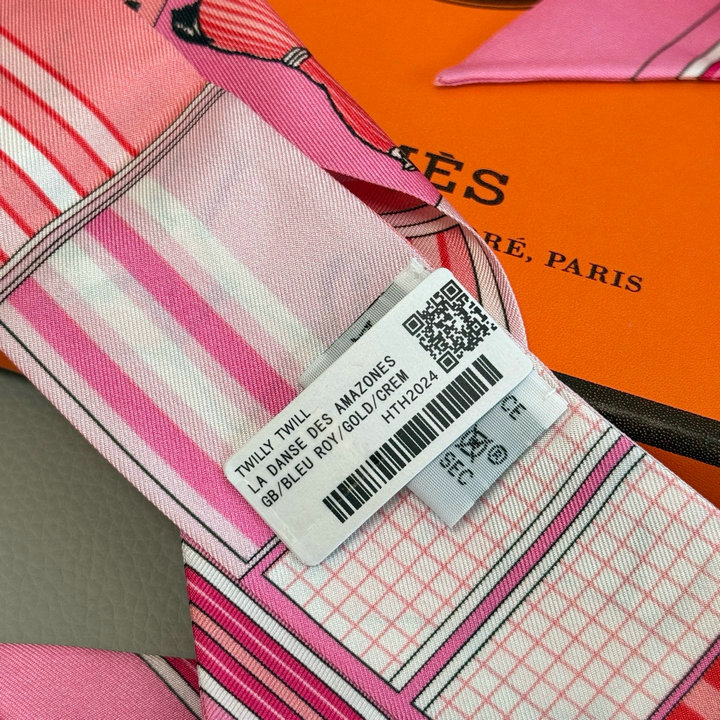 ÈS
RÉ, PARIS
TWILLY TWILL
LA DANSE DES AMAZONES
GB/BLEU ROY/GOLD/CREM
HTH2024
CE
SEC